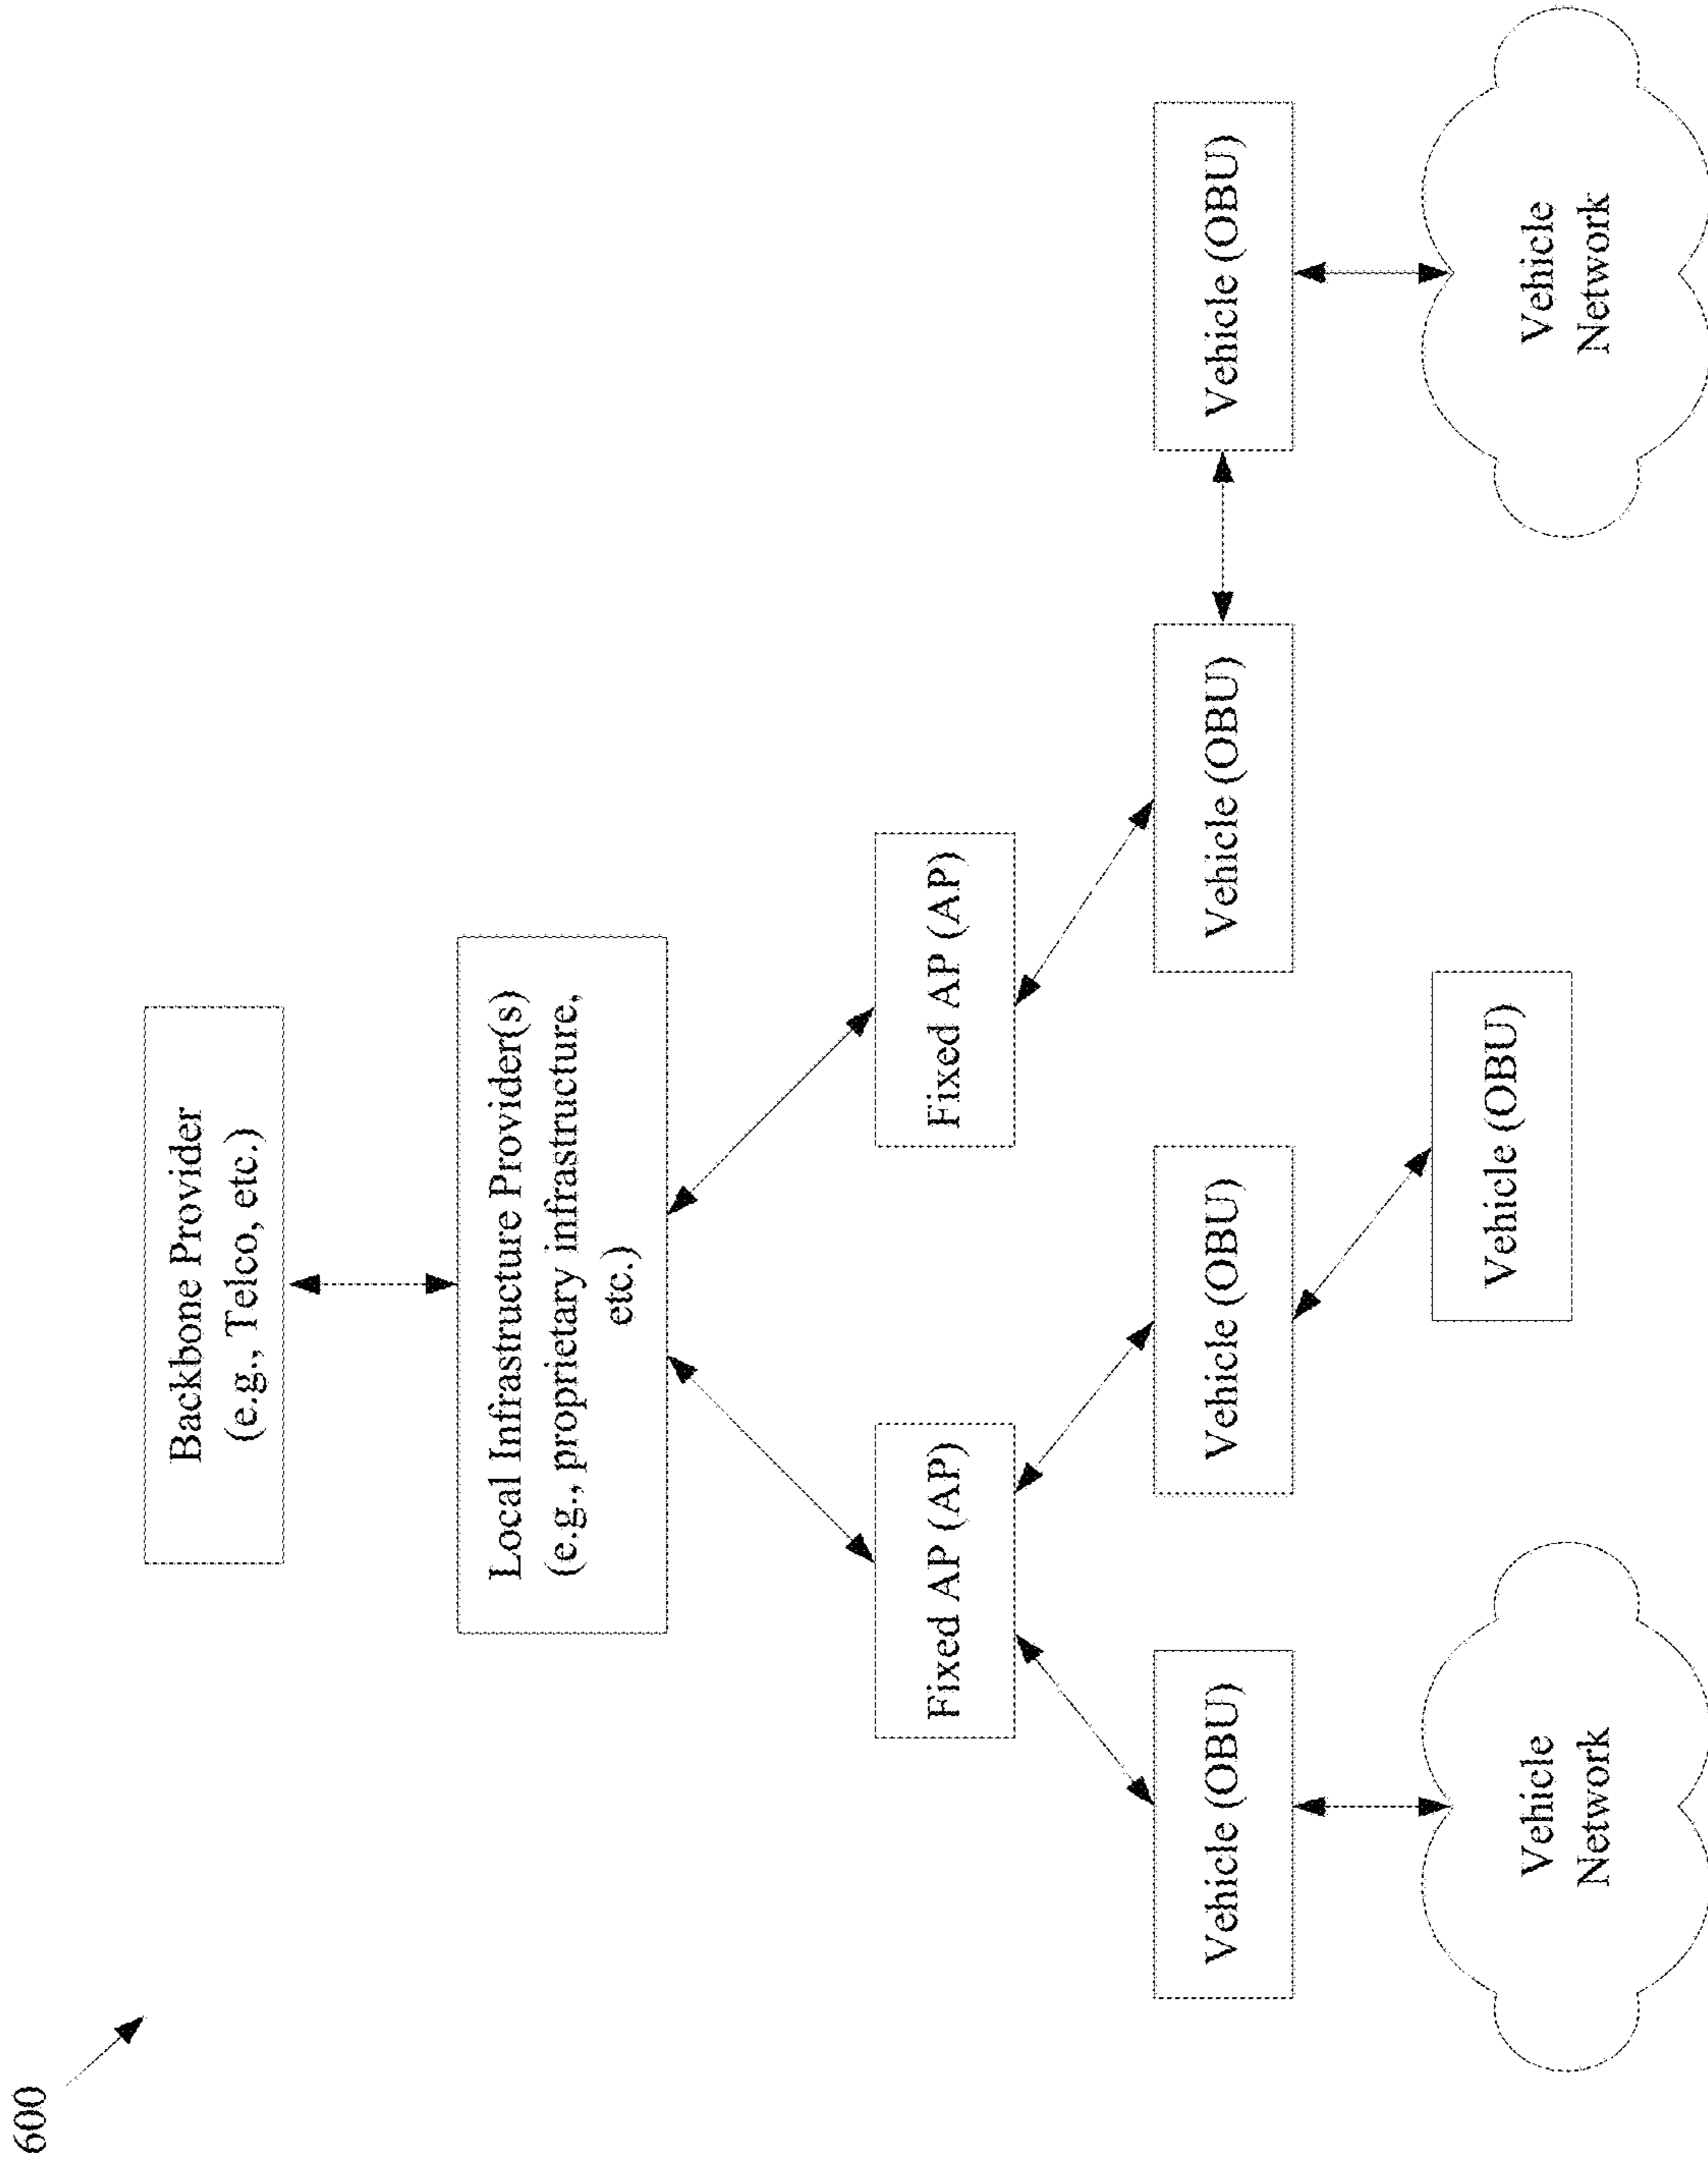 600
Backbone Provider
(e.g., Telco, etc.)
Local Infrastructure Provider(s)
(e.g., proprietary infrastructure,
etc.)
Fixed AP (AP)
Fixed AP (AP)
Vehicle (OBU)
Vehicle (OBU)
Vehicle (OBU)
Vehicle (OBU)
Vehicle (OBU)
Vehicle
Network
Vehicle
Network